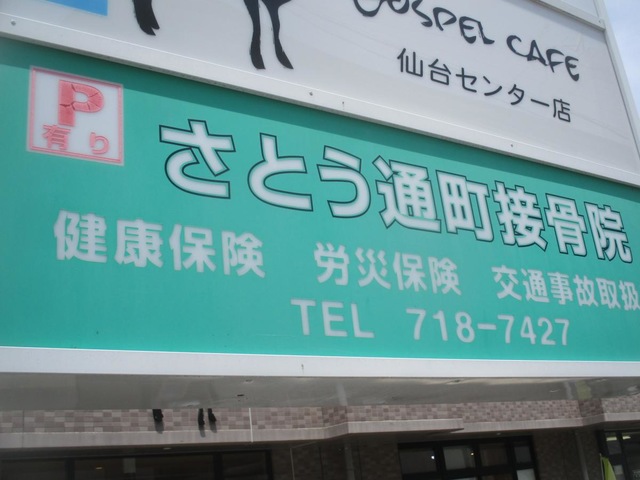 GOSPEL CAFE
仙台センター店
P
有り
さとう通町接骨院
健康保険 労災保険 交通事故取扱
TEL 718-7427